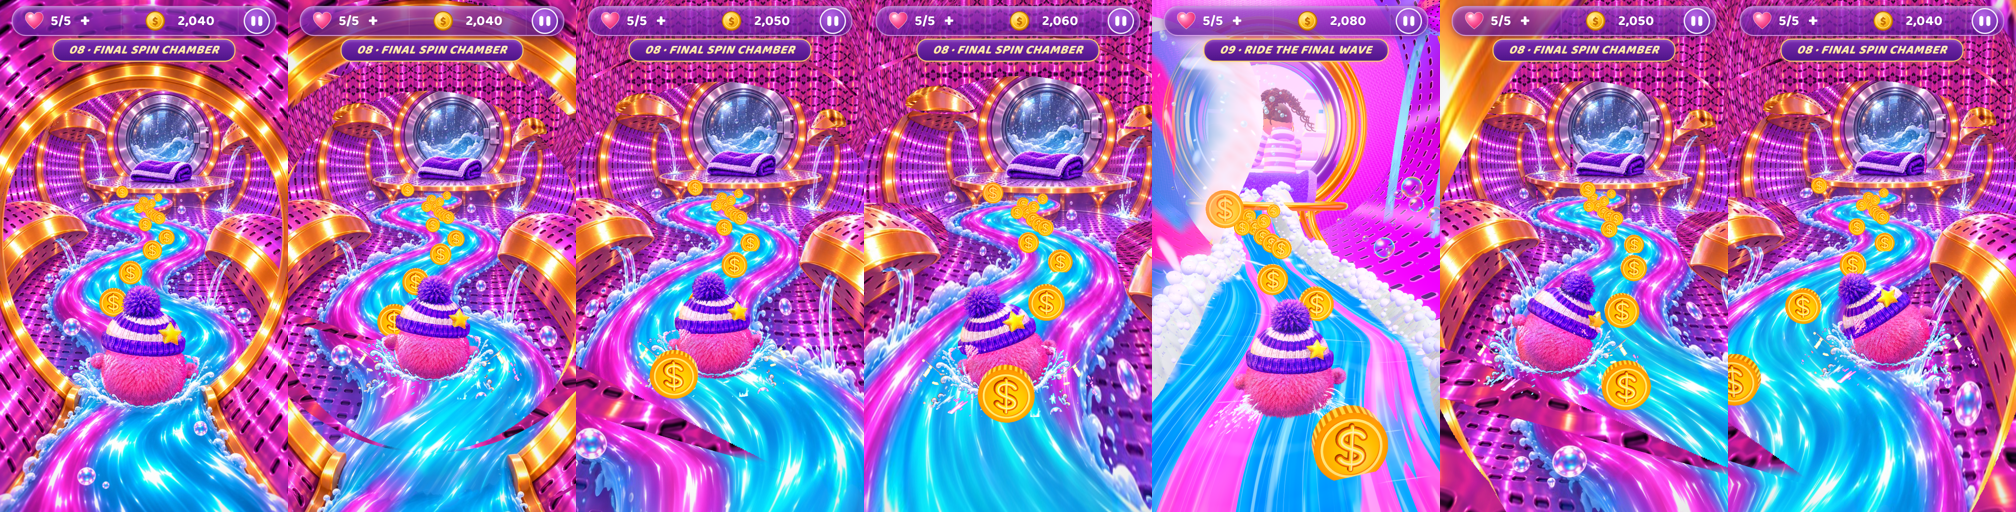 5/5 + 2,040
08 · FINAL SPIN CHAMBER
5/5 + 2,040
08 · FINAL SPIN CHAMBER
5/5 + 2,050
08 · FINAL SPIN CHAMBER
5/5 + 2,060
08 · FINAL SPIN CHAMBER
5/5 + 2,080
09 · RIDE THE FINAL WAVE
5/5 + 2,050
08 · FINAL SPIN CHAMBER
5/5 + 2,040
08 · FINAL SPIN CHAMBER